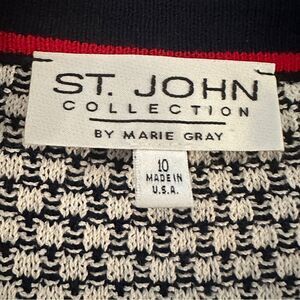 ST. JOHN
COLLECTION
BY MARIE GRAY
10
MADE IN
U.S.A.